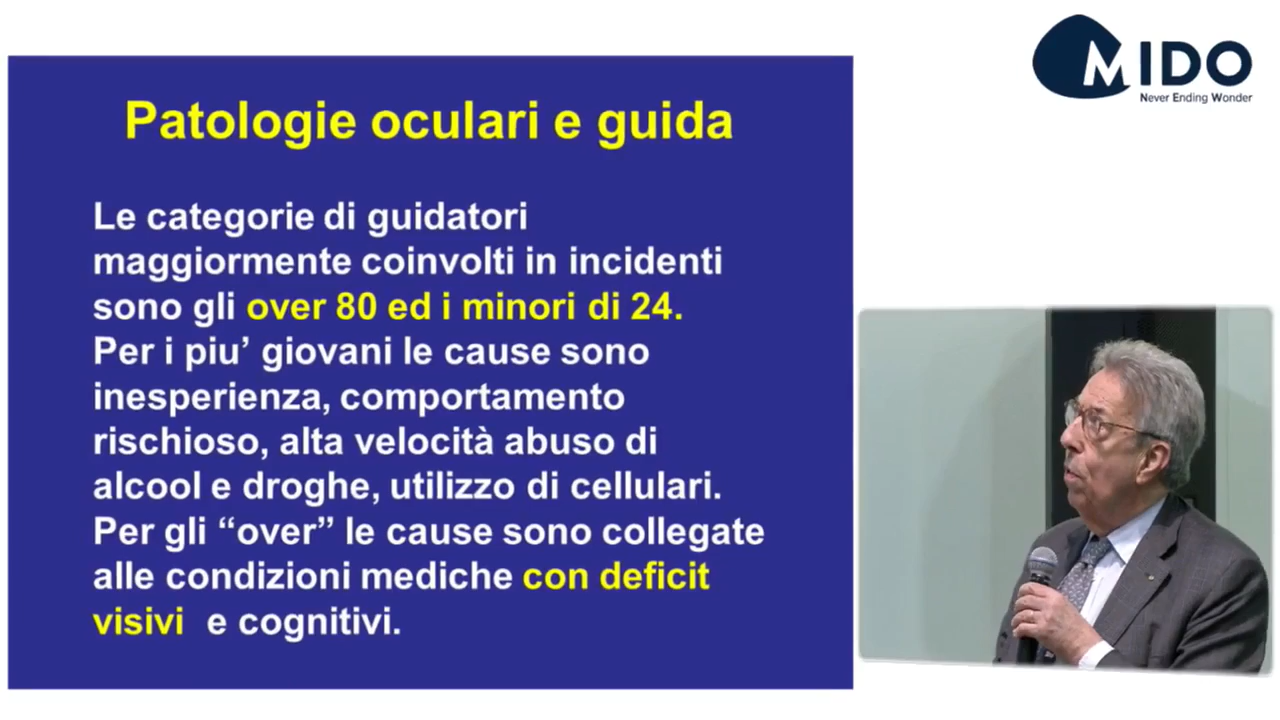 MIDO
Never Ending Wonder
Patologie oculari e guida
Le categorie di guidatori
maggiormente coinvolti in incidenti
sono gli over 80 ed i minori di 24.
Per i piu’ giovani le cause sono
inesperienza, comportamento
rischioso, alta velocità abuso di
alcool e droghe, utilizzo di cellulari.
Per gli “over” le cause sono collegate
alle condizioni mediche con deficit
visivi e cognitivi.